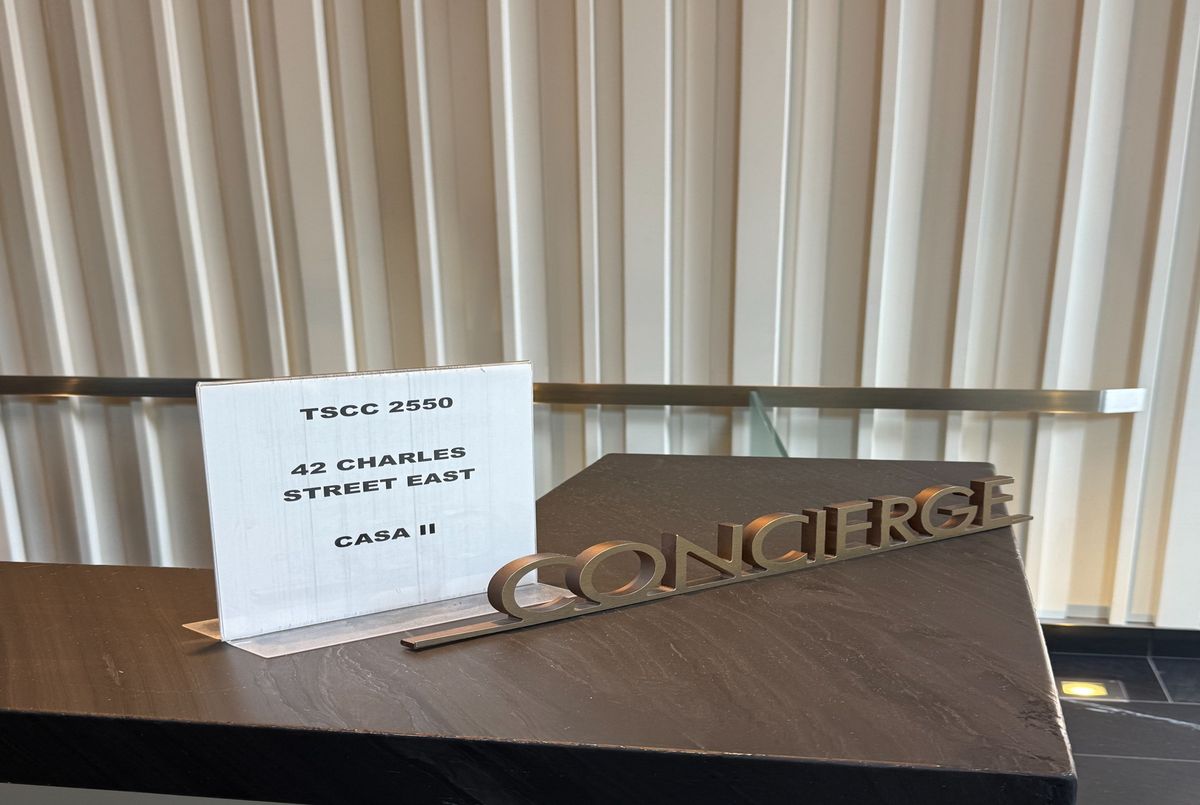 TSCC 2550
42 CHARLES
STREET EAST
CASA II
CONCIERGE